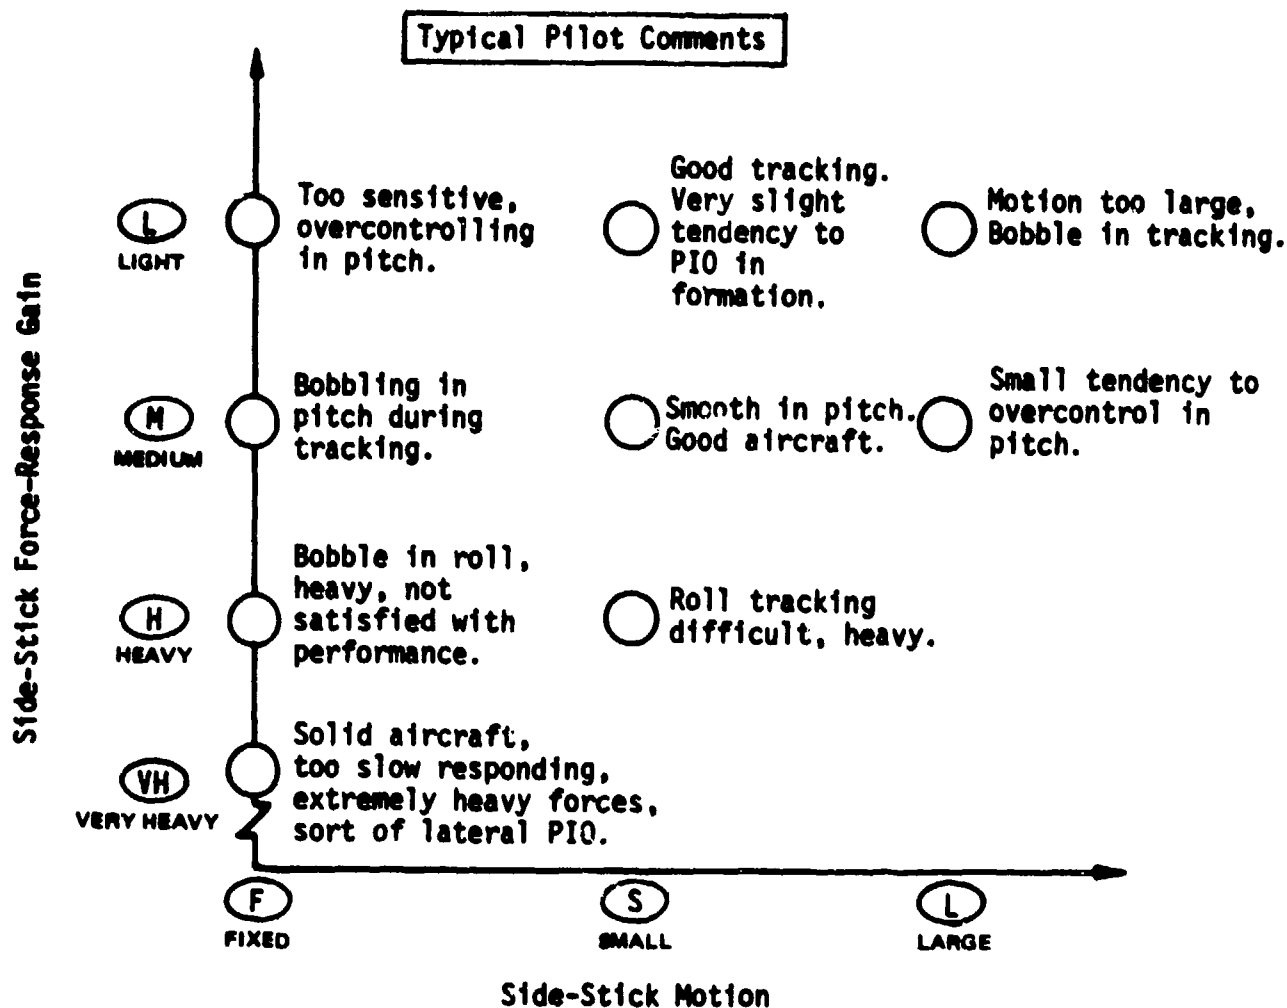 Typical Pilot Comments
Side-Stick Force-Response Gain
L
LIGHT
Too sensitive,
overcontrolling
in pitch.
Good tracking.
Very slight
tendency to
PIO in
formation.
Motion too large,
Bobble in tracking.
M
MEDIUM
Bobbling in
pitch during
tracking.
Smooth in pitch.
Good aircraft.
Small tendency to
overcontrol in
pitch.
H
HEAVY
Bobble in roll,
heavy, not
satisfied with
performance.
Roll tracking
difficult, heavy.
VH
VERY HEAVY
Solid aircraft,
too slow responding,
extremely heavy forces,
sort of lateral PIO.
F
FIXED
S
SMALL
L
LARGE
Side-Stick Motion